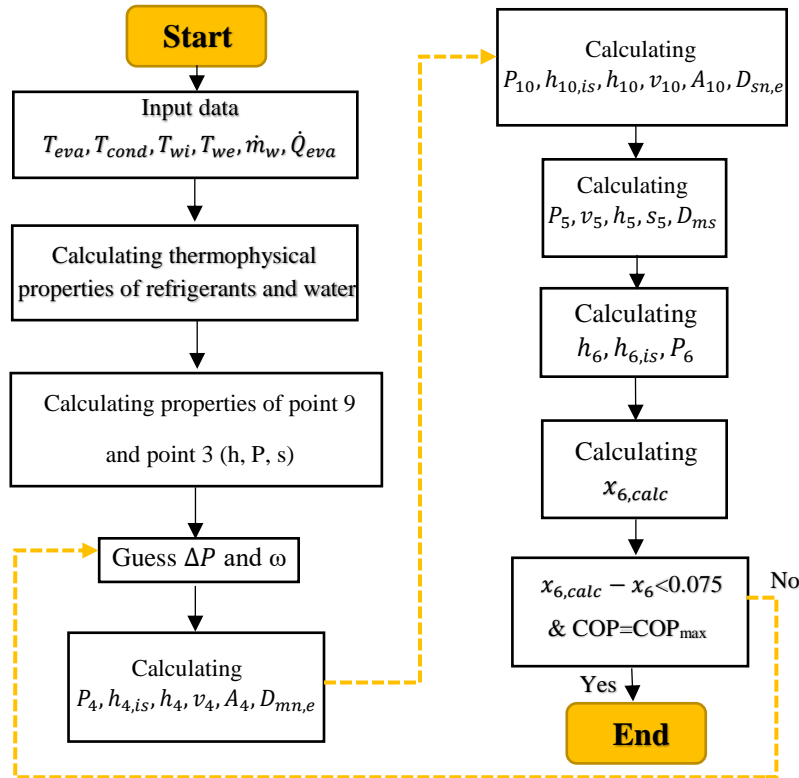 Start
Input data
T_eva, T_cond, T_wi, T_we, ṁ_w, Q̇_eva
Calculating thermophysical
properties of refrigerants and water
Calculating properties of point 9
and point 3 (h, P, s)
Guess ΔP and ω
Calculating
P_4, h_4,is, h_4, v_4, A_4, D_mn,e
Calculating
P_10, h_10,is, h_10, v_10, A_10, D_sn,e
Calculating
P_5, v_5, h_5, s_5, D_ms
Calculating
h_6, h_6,is, P_6
Calculating
x_6,calc
x_6,calc − x_6<0.075
& COP=COP_max
No
Yes
End